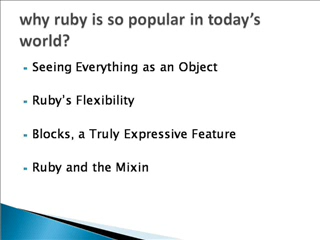 why ruby is so popular in today's
world?
Seeing Everything as an Object
Ruby's Flexibility
Blocks, a Truly Expressive Feature
Ruby and the Mixin